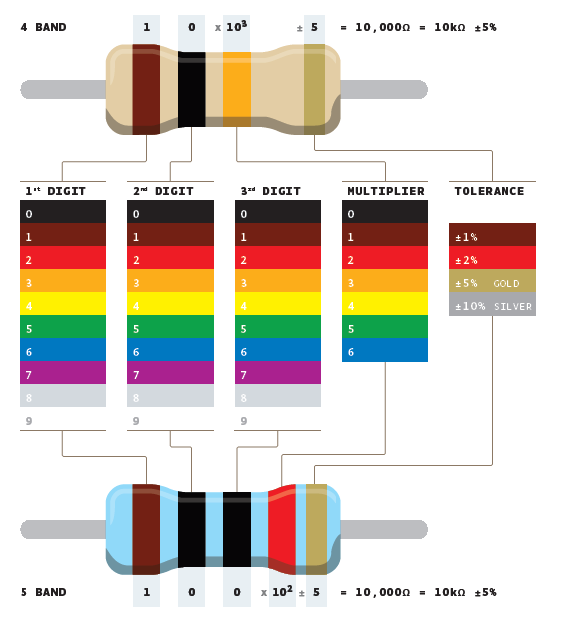 4 BAND 1 0 x 10³ ± 5 = 10,000Ω = 10kΩ ±5%
1st DIGIT 2nd DIGIT 3rd DIGIT MULTIPLIER TOLERANCE
0 0 0 0
1 1 1 1 ±1%
2 2 2 2 ±2%
3 3 3 3 ±5% GOLD
4 4 4 4 ±10% SILVER
5 5 5 5
6 6 6 6
7 7 7
8 8 8
9 9 9
5 BAND 1 0 0 x 10² ± 5 = 10,000Ω = 10kΩ ±5%